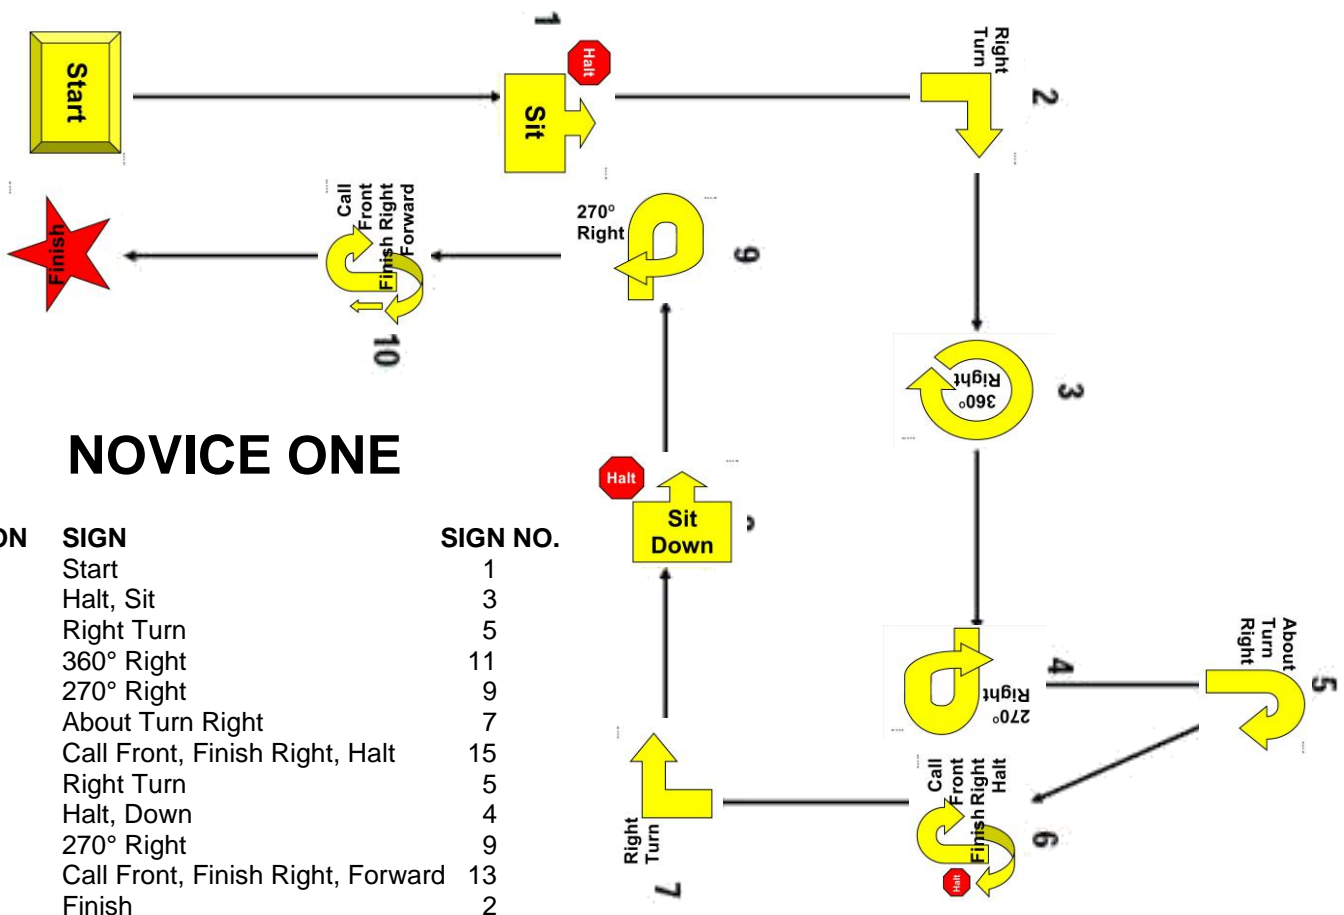 Start
1
Halt
Sit
Right
Turn
2
360°
Right
3
270°
Right
4
About
Turn
Right
5
Call
Front
Finish Right
Halt
Halt
6
Right
Turn
7
Halt
Sit
Down
270°
Right
9
Call
Front
Finish Right
Forward
10
Finish
NOVICE ONE
ON SIGN SIGN NO.
Start 1
Halt, Sit 3
Right Turn 5
360° Right 11
270° Right 9
About Turn Right 7
Call Front, Finish Right, Halt 15
Right Turn 5
Halt, Down 4
270° Right 9
Call Front, Finish Right, Forward 13
Finish 2